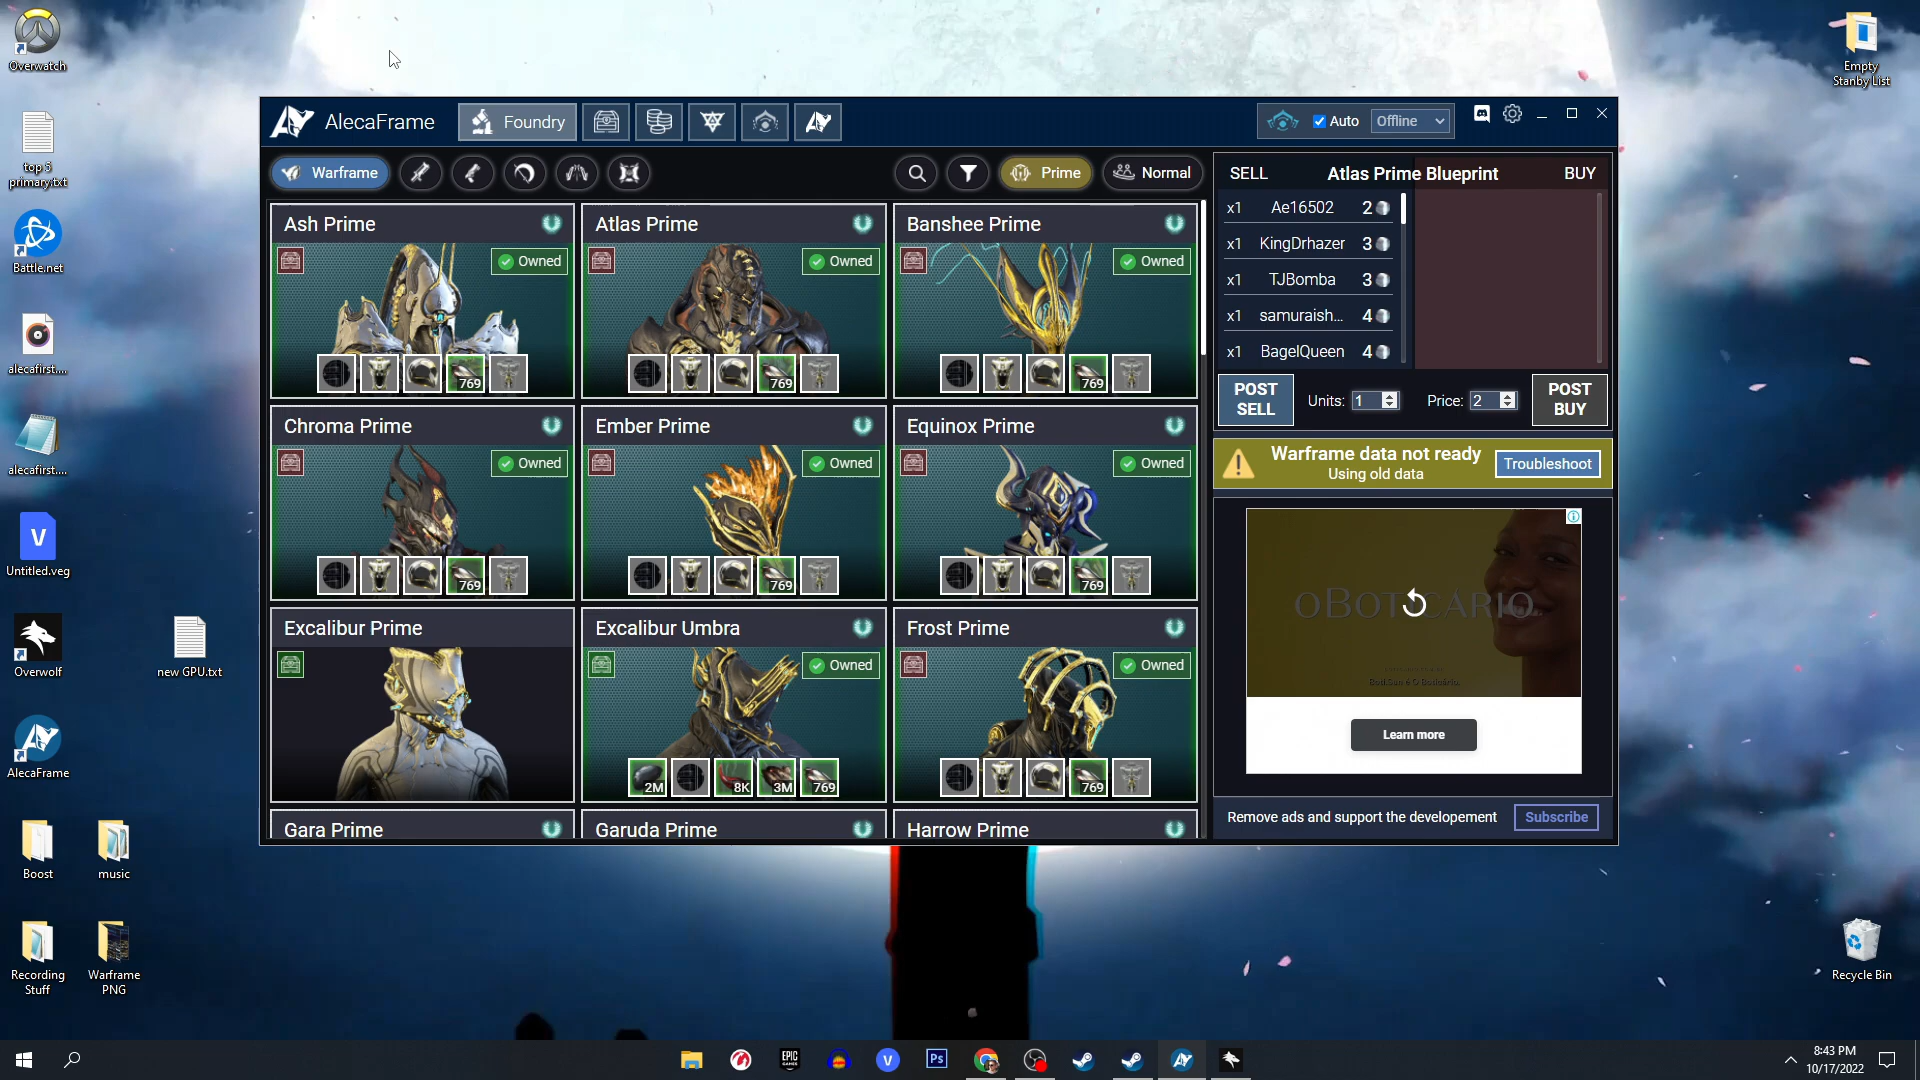 Overwatch
top 5
primary.txt
Battle.net
alecafirst....
alecafirst....
V
Untitled.veg
Overwolf
new GPU.txt
AlecaFrame
Boost
music
Recording
Stuff
Warframe
PNG
Empty
Stanby List
Recycle Bin
AlecaFrame
Foundry
Auto
Offline
Warframe
Prime
Normal
Ash Prime
Owned
769
Atlas Prime
Owned
769
Banshee Prime
Owned
769
Chroma Prime
Owned
769
Ember Prime
Owned
769
Equinox Prime
Owned
769
Excalibur Prime
Excalibur Umbra
Owned
2M 8K 3M 769
Frost Prime
Owned
769
Gara Prime
Garuda Prime
Harrow Prime
SELL Atlas Prime Blueprint BUY
x1 Ae16502 2
x1 KingDrhazer 3
x1 TJBomba 3
x1 samuraish... 4
x1 BagelQueen 4
POST
SELL
Units: 1
Price: 2
POST
BUY
Warframe data not ready
Using old data
Troubleshoot
OBOTICÁRIO
Learn more
Remove ads and support the developement
Subscribe
EPIC
GAMES
V
Ps
8:43 PM
10/17/2022